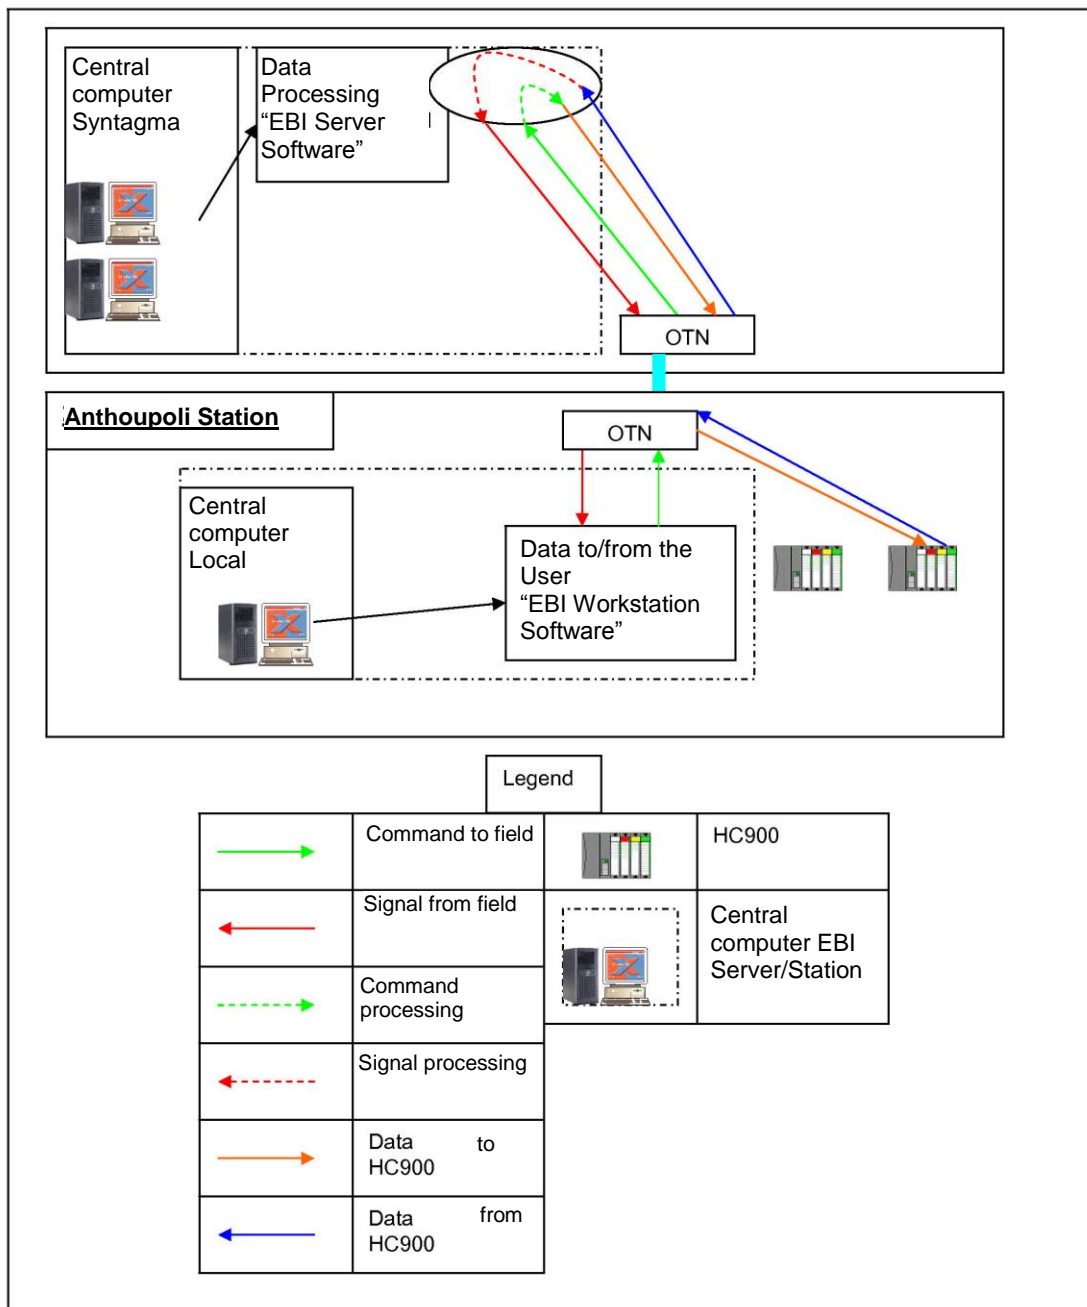 Central
computer
Syntagma
Data
Processing
“EBI Server
Software”
OTN
Anthoupoli Station
OTN
Central
computer
Local
Data to/from the
User
“EBI Workstation
Software”
Legend
Command to field
HC900
Signal from field
Central
computer EBI
Server/Station
Command
processing
Signal processing
Data to
HC900
Data from
HC900